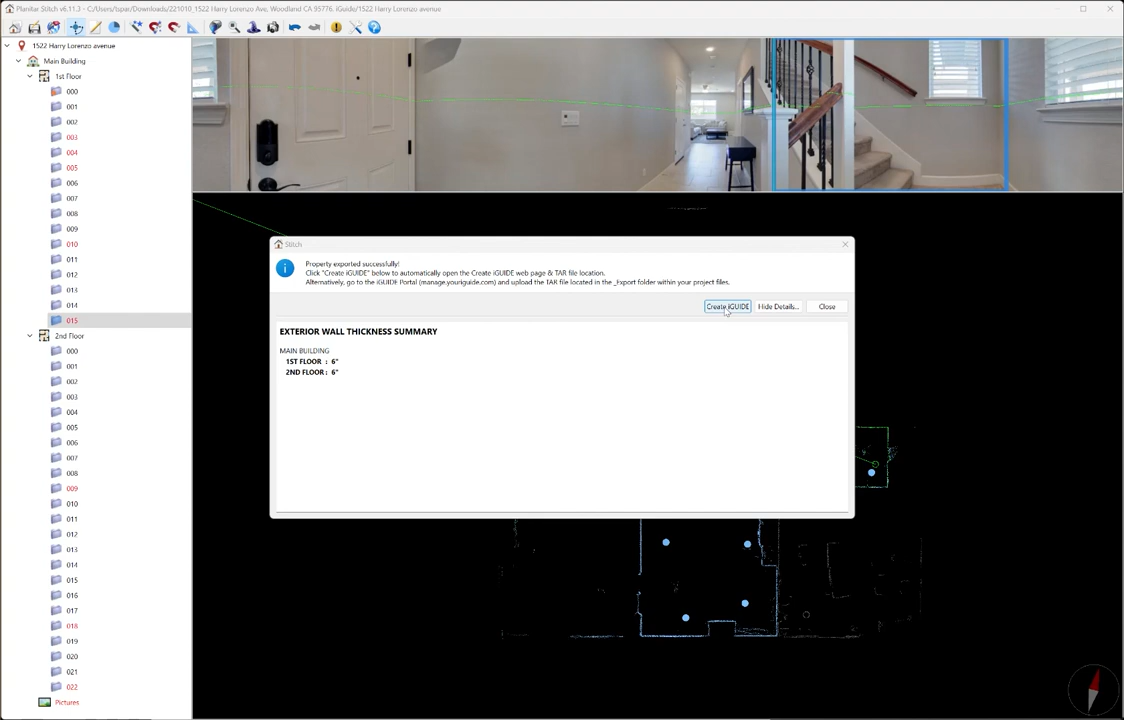 Planitar Stitch v6.11.3 - C:/Users/tspar/Downloads/221010_1522 Harry Lorenzo Ave, Woodland CA 95776. iGuide/1522 Harry Lorenzo avenue
1522 Harry Lorenzo avenue
Main Building
1st Floor
000
001
002
003
004
005
006
007
008
009
010
011
012
013
014
015
2nd Floor
000
001
002
003
004
005
006
007
008
009
010
011
012
013
014
015
016
017
018
019
020
021
022
Pictures
Stitch
Property exported successfully!
Click "Create iGUIDE" below to automatically open the Create iGUIDE web page & TAR file location.
Alternatively, go to the iGUIDE Portal (manage.youriguide.com) and upload the TAR file located in the _Export folder within your project files.
Create iGUIDE
Hide Details...
Close
EXTERIOR WALL THICKNESS SUMMARY
MAIN BUILDING
1ST FLOOR : 6"
2ND FLOOR : 6"